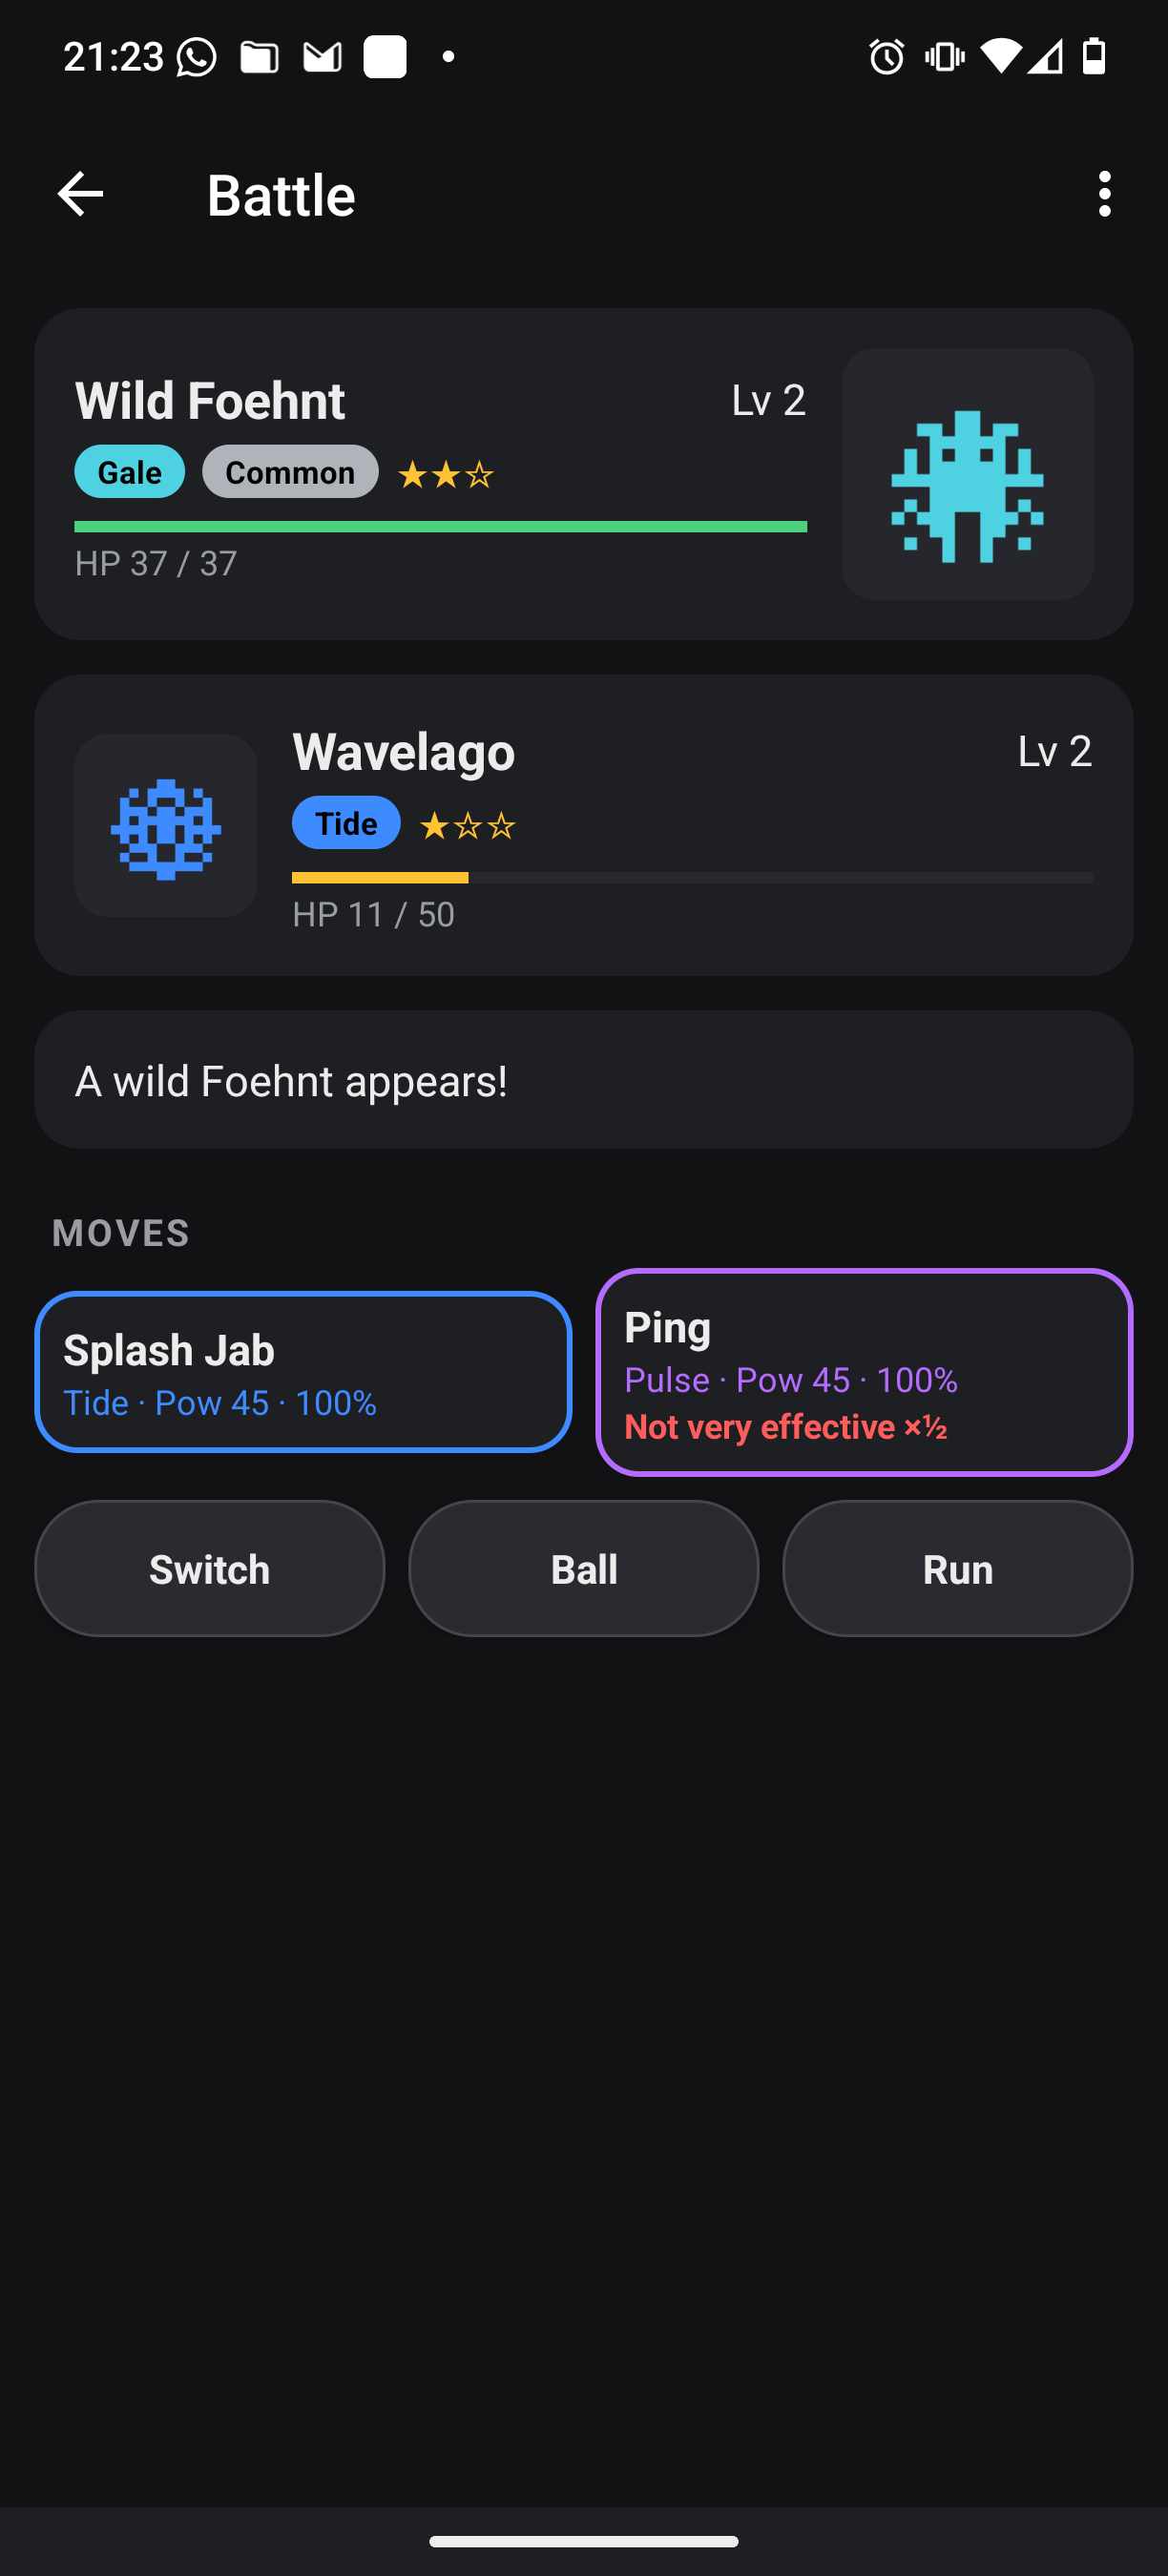 21:23
Battle
Wild Foehnt Lv 2
Gale Common ★★☆
HP 37 / 37
Wavelago Lv 2
Tide ★☆☆
HP 11 / 50
A wild Foehnt appears!
MOVES
Splash Jab
Tide · Pow 45 · 100%
Ping
Pulse · Pow 45 · 100%
Not very effective ×½
Switch Ball Run